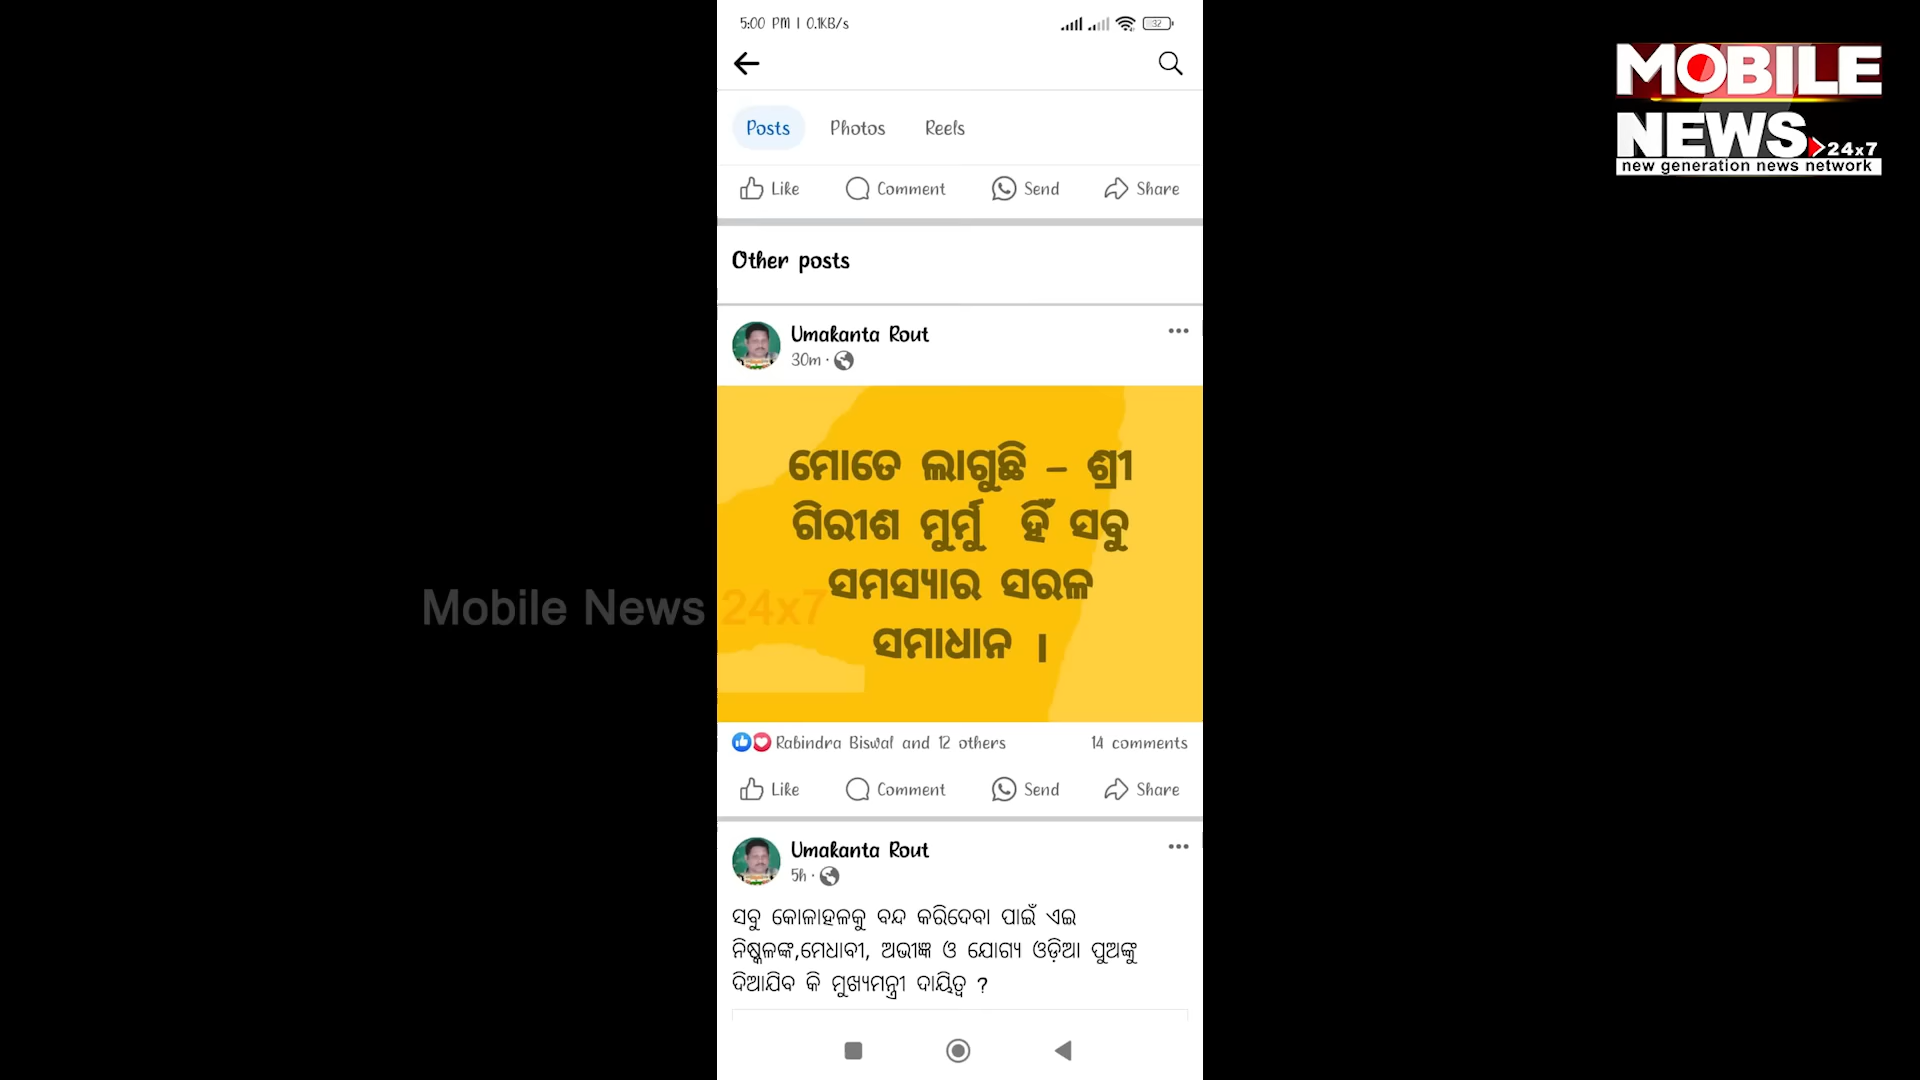 5:00 PM | 0.1KB/s
32
MOBILE
NEWS 24x7
new generation news network
Posts Photos Reels
Like Comment Send Share
Other posts
Umakanta Rout
30m
ମୋତେ ଲାଗୁଛି – ଶ୍ରୀ
ଗିରୀଶ ମୁର୍ମୁ ହିଁ ସବୁ
ସମସ୍ୟାର ସରଳ
ସମାଧାନ ।
Mobile News 24x7
Rabindra Biswal and 12 others 14 comments
Like Comment Send Share
Umakanta Rout
5h
ସବୁ କୋଳାହଳକୁ ବନ୍ଦ କରିଦେବା ପାଇଁ ଏଇ
ନିଷ୍କଳଙ୍କ,ମେଧାବୀ, ଅଭୀଜ୍ଞ ଓ ଯୋଗ୍ୟ ଓଡ଼ିଆ ପୁଅଙ୍କୁ
ଦିଆଯିବ କି ମୁଖ୍ୟମନ୍ତ୍ରୀ ଦାୟିତ୍ୱ ?